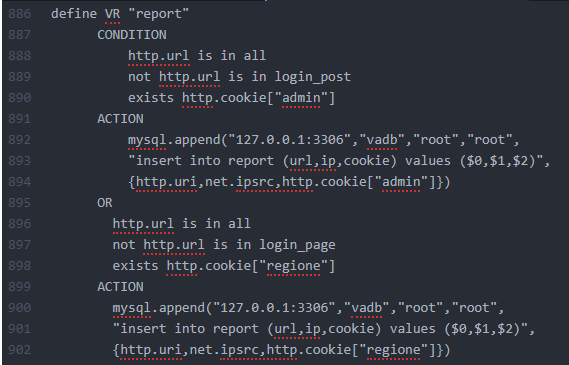 886 define VR "report"
887 CONDITION
888 http.url is in all
889 not http.url is in login_post
890 exists http.cookie["admin"]
891 ACTION
892 mysql.append("127.0.0.1:3306","vadb","root","root",
893 "insert into report (url,ip,cookie) values ($0,$1,$2)",
894 {http.uri,net.ipsrc,http.cookie["admin"]})
895 OR
896 http.url is in all
897 not http.url is in login_page
898 exists http.cookie["regione"]
899 ACTION
900 mysql.append("127.0.0.1:3306","vadb","root","root",
901 "insert into report (url,ip,cookie) values ($0,$1,$2)",
902 {http.uri,net.ipsrc,http.cookie["regione"]})